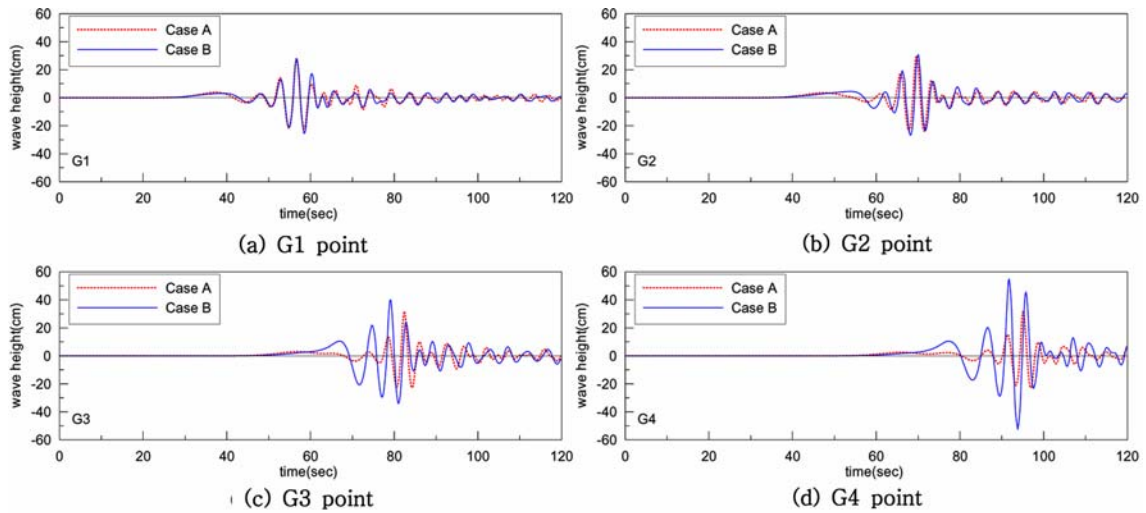 60
40
20
0
-20
-40
-60
wave height(cm)
Case A
Case B
G1
0 20 40 60 80 100 120
time(sec)
(a) G1 point
60
40
20
0
-20
-40
-60
wave height(cm)
Case A
Case B
G2
0 20 40 60 80 100 120
time(sec)
(b) G2 point
60
40
20
0
-20
-40
-60
wave height(cm)
Case A
Case B
G3
0 20 40 60 80 100 120
time(sec)
(c) G3 point
60
40
20
0
-20
-40
-60
wave height(cm)
Case A
Case B
G4
0 20 40 60 80 100 120
time(sec)
(d) G4 point